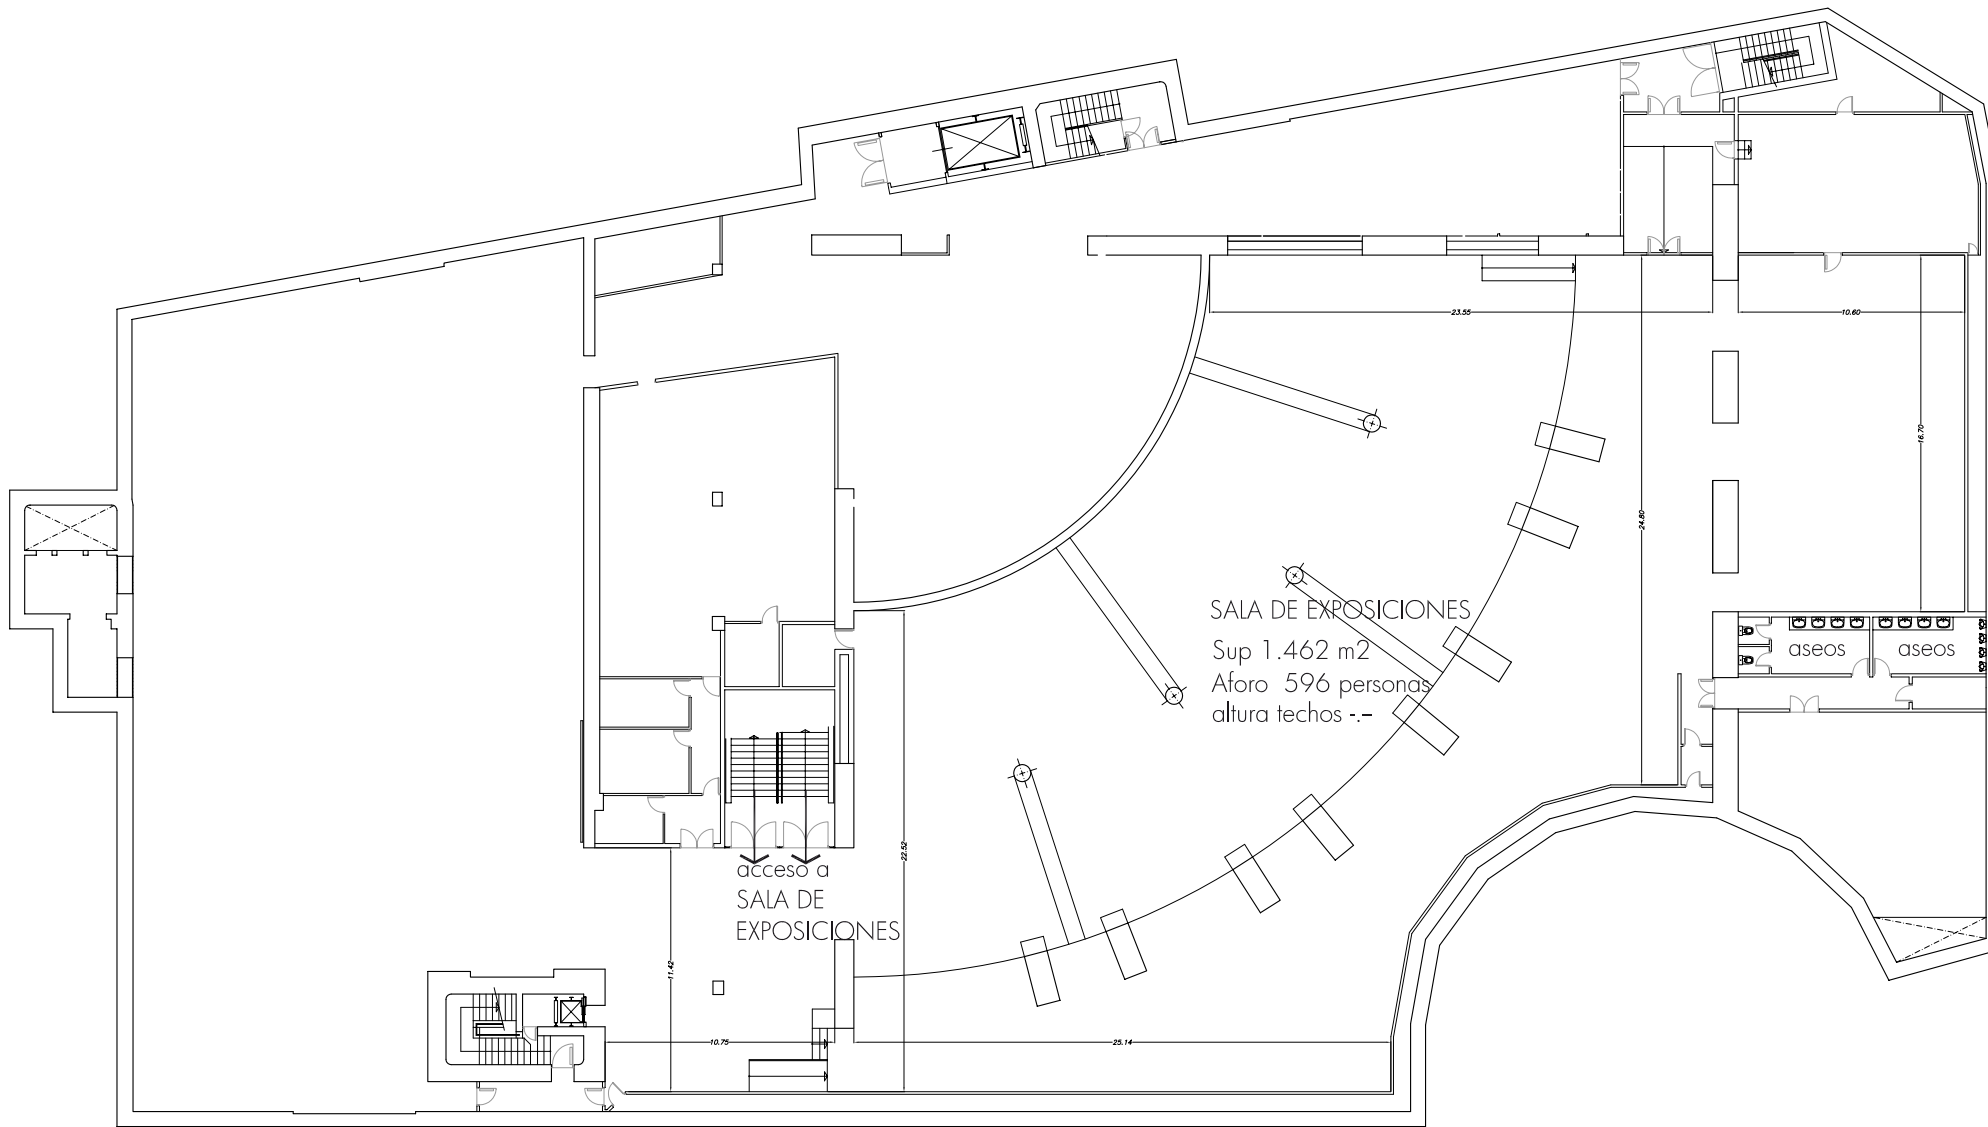 23.55
10.60
16.70
24.80
SALA DE EXPOSICIONES
Sup 1.462 m2
Aforo 596 personas
altura techos -.-
aseos
aseos
22.52
acceso a
SALA DE
EXPOSICIONES
11.42
10.75
25.14